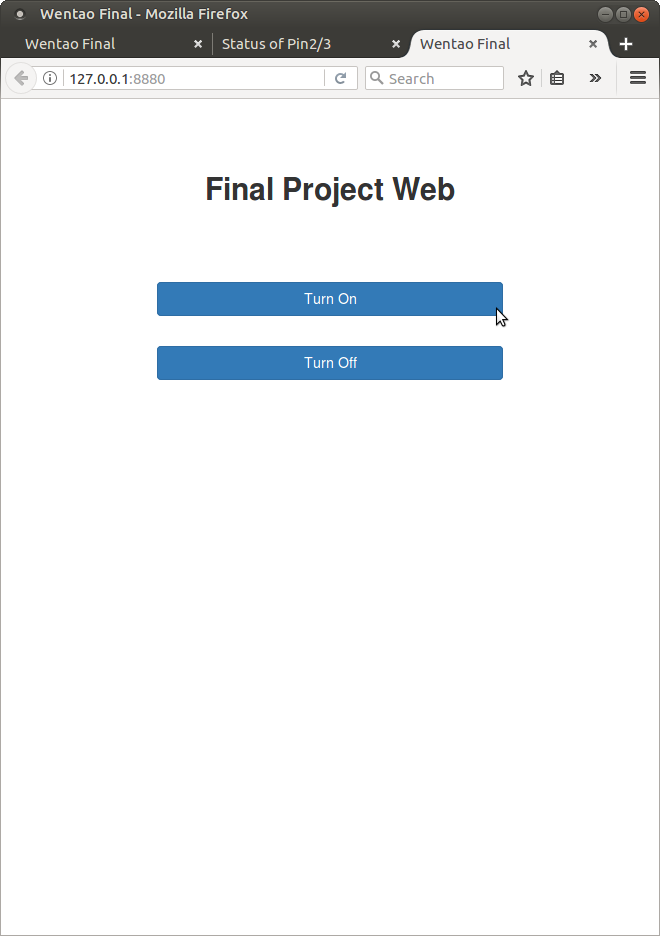 Wentao Final - Mozilla Firefox
Wentao Final
Status of Pin2/3
Wentao Final
127.0.0.1:8880
Search
Final Project Web
Turn On
Turn Off